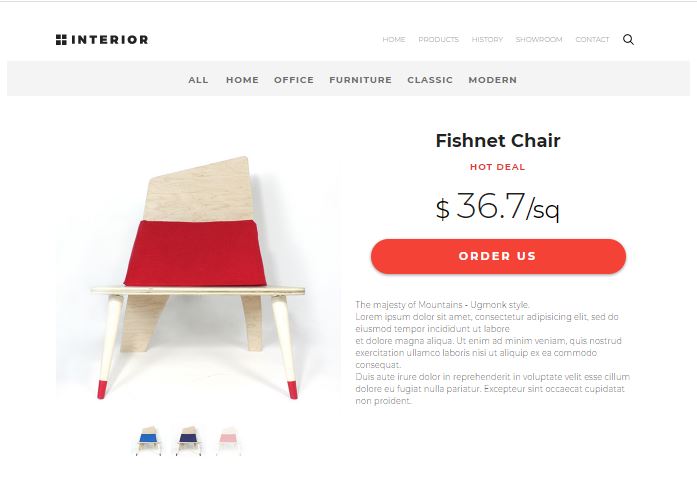 INTERIOR
HOME PRODUCTS HISTORY SHOWROOM CONTACT
ALL HOME OFFICE FURNITURE CLASSIC MODERN
Fishnet Chair
HOT DEAL
$ 36.7/sq
ORDER US
The majesty of Mountains - Ugmonk style.
Lorem ipsum dolor sit amet, consectetur adipisicing elit, sed do
eiusmod tempor incididunt ut labore
et dolore magna aliqua. Ut enim ad minim veniam, quis nostrud
exercitation ullamco laboris nisi ut aliquip ex ea commodo
consequat.
Duis aute irure dolor in reprehenderit in voluptate velit esse cillum
dolore eu fugiat nulla pariatur. Excepteur sint occaecat cupidatat
non proident.